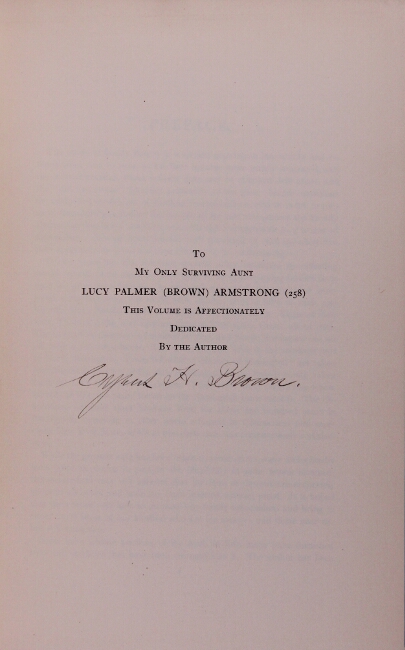 To
My Only Surviving Aunt
LUCY PALMER (BROWN) ARMSTRONG (258)
This Volume is Affectionately
Dedicated
By the Author
Cyrus H. Brown.